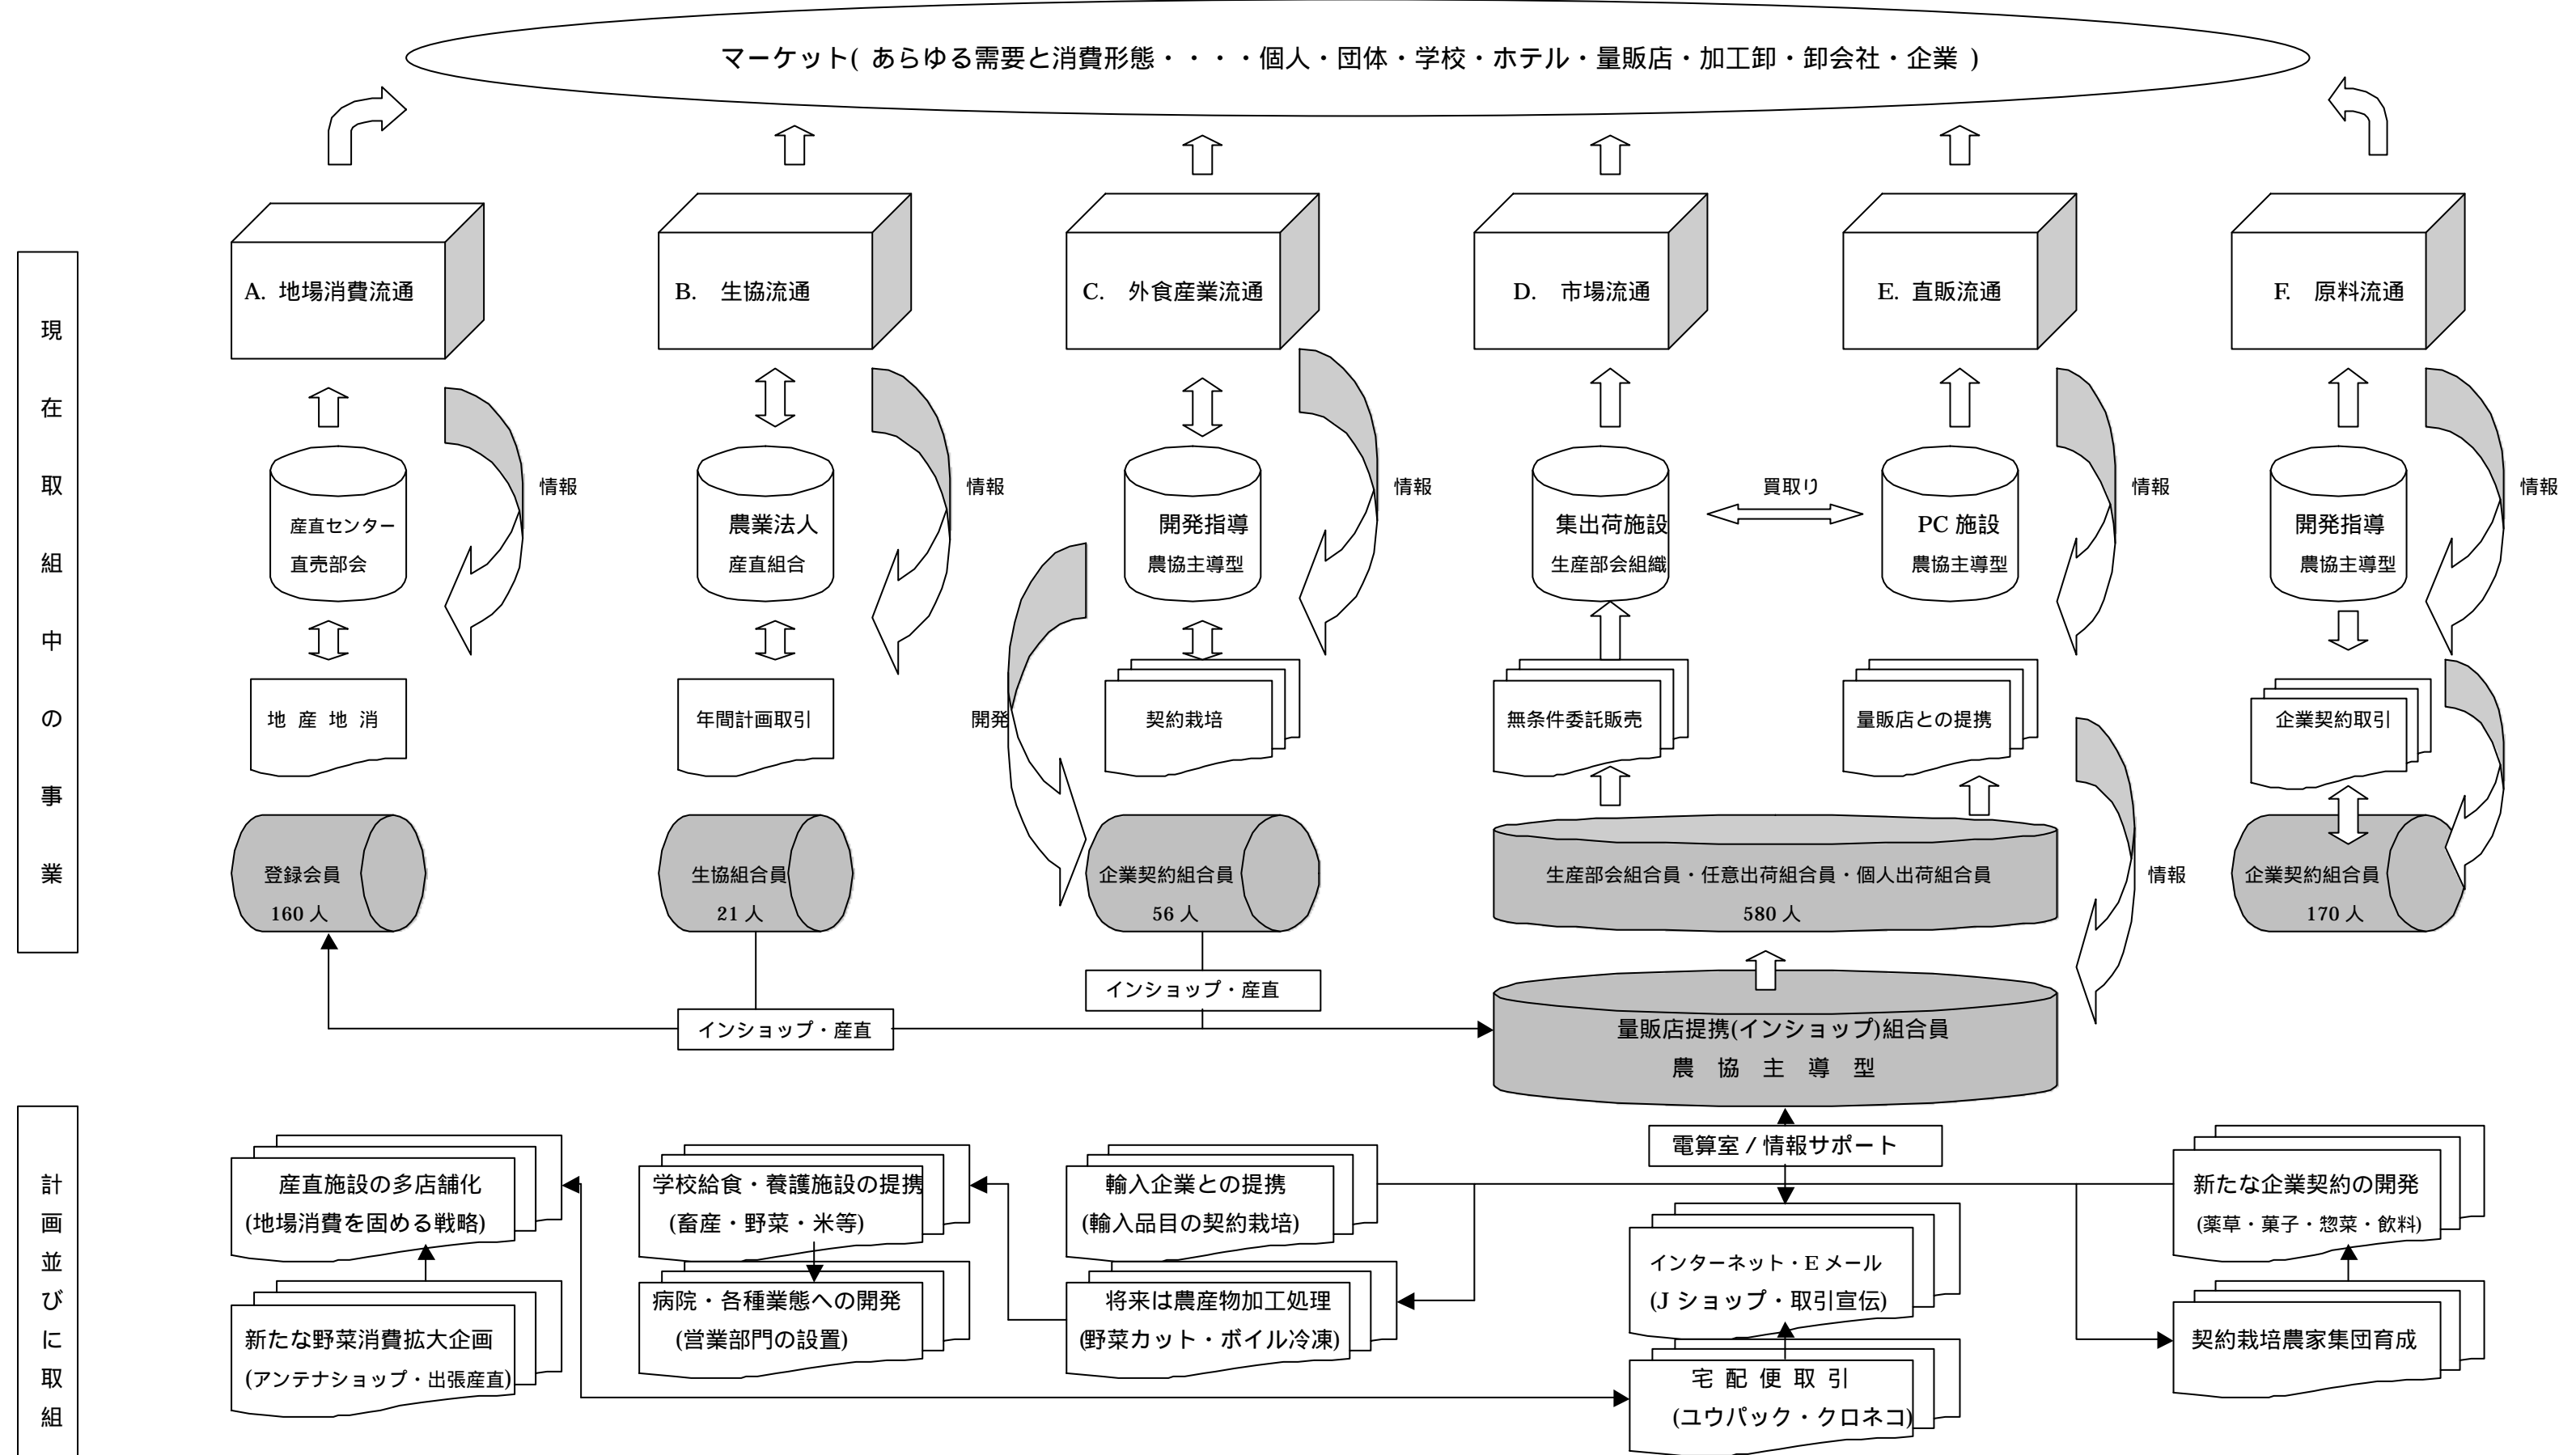 マーケット( あらゆる需要と消費形態・・・・個人・団体・学校・ホテル・量販店・加工卸・卸会社・企業 )
現在取組中の事業
A. 地場消費流通
B. 生協流通
C. 外食産業流通
D. 市場流通
E. 直販流通
F. 原料流通
産直センター
直売部会
情報
農業法人
産直組合
情報
開発指導
農協主導型
情報
集出荷施設
生産部会組織
買取り
PC 施設
農協主導型
情報
開発指導
農協主導型
情報
地 産 地 消
年間計画取引
開発
契約栽培
無条件委託販売
量販店との提携
企業契約取引
登録会員
160 人
生協組合員
21 人
企業契約組合員
56 人
生産部会組合員・任意出荷組合員・個人出荷組合員
580 人
情報
企業契約組合員
170 人
インショップ・産直
インショップ・産直
量販店提携(インショップ)組合員
農 協 主 導 型
計画並びに取組
電算室 / 情報サポート
産直施設の多店舗化
(地場消費を固める戦略)
学校給食・養護施設の提携
(畜産・野菜・米等)
輸入企業との提携
(輸入品目の契約栽培)
新たな企業契約の開発
(薬草・菓子・惣菜・飲料)
インターネット・E メール
(J ショップ・取引宣伝)
新たな野菜消費拡大企画
(アンテナショップ・出張産直)
病院・各種業態への開発
(営業部門の設置)
将来は農産物加工処理
(野菜カット・ボイル冷凍)
契約栽培農家集団育成
宅 配 便 取 引
(ユウパック・クロネコ)